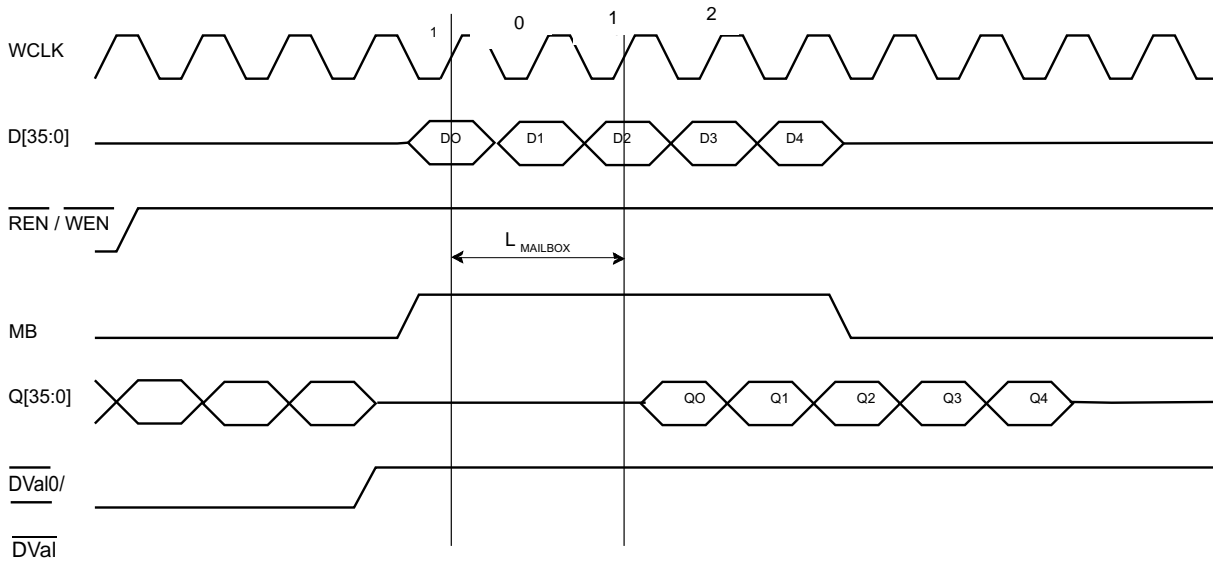 1 0 1 2
WCLK
D[35:0] DO D1 D2 D3 D4
REN / WEN
L MAILBOX
MB
Q[35:0] QO Q1 Q2 Q3 Q4
DVal0/
DVal